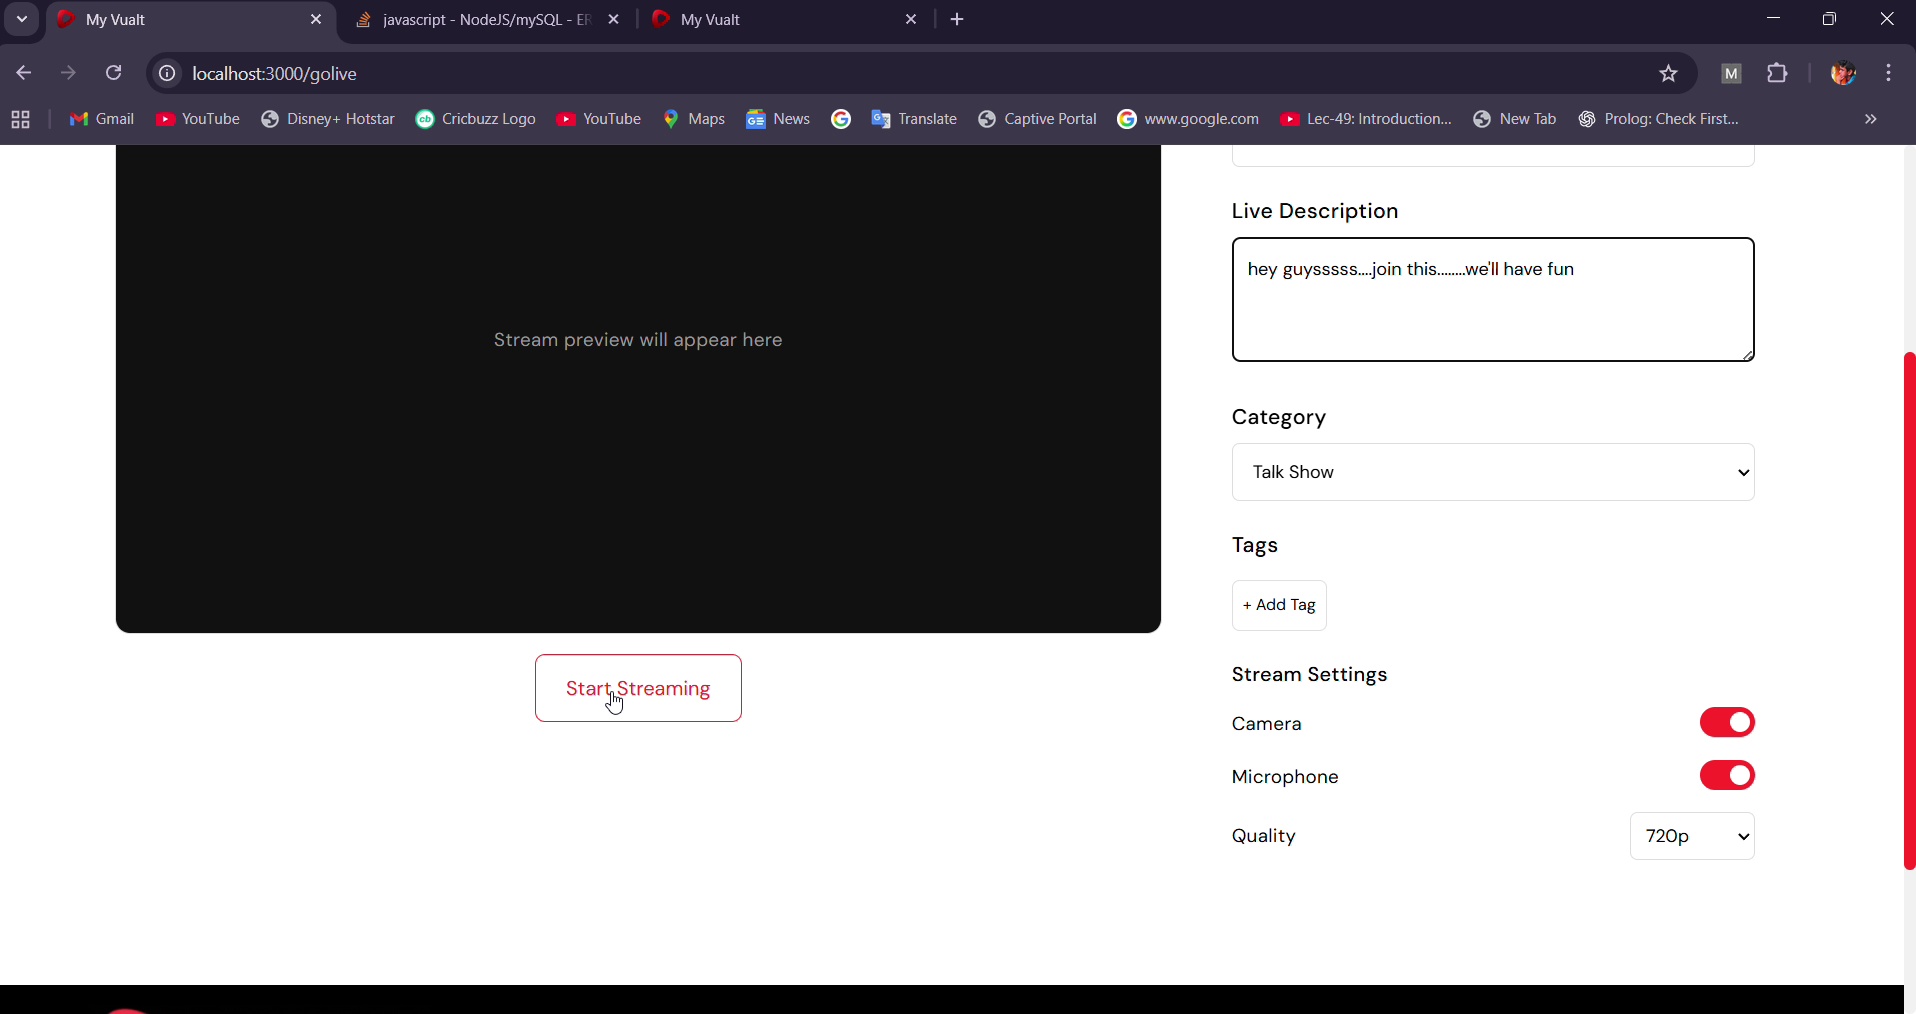 My Vualt
javascript - NodeJS/mySQL - ER
My Vualt
localhost:3000/golive
M
Gmail
YouTube
Disney+ Hotstar
cb Cricbuzz Logo
YouTube
Maps
News
Translate
Captive Portal
www.google.com
Lec-49: Introduction...
New Tab
Prolog: Check First...
Stream preview will appear here
Start Streaming
Live Description
hey guysssss....join this........we'll have fun
Category
Talk Show
Tags
+ Add Tag
Stream Settings
Camera
Microphone
Quality
720p